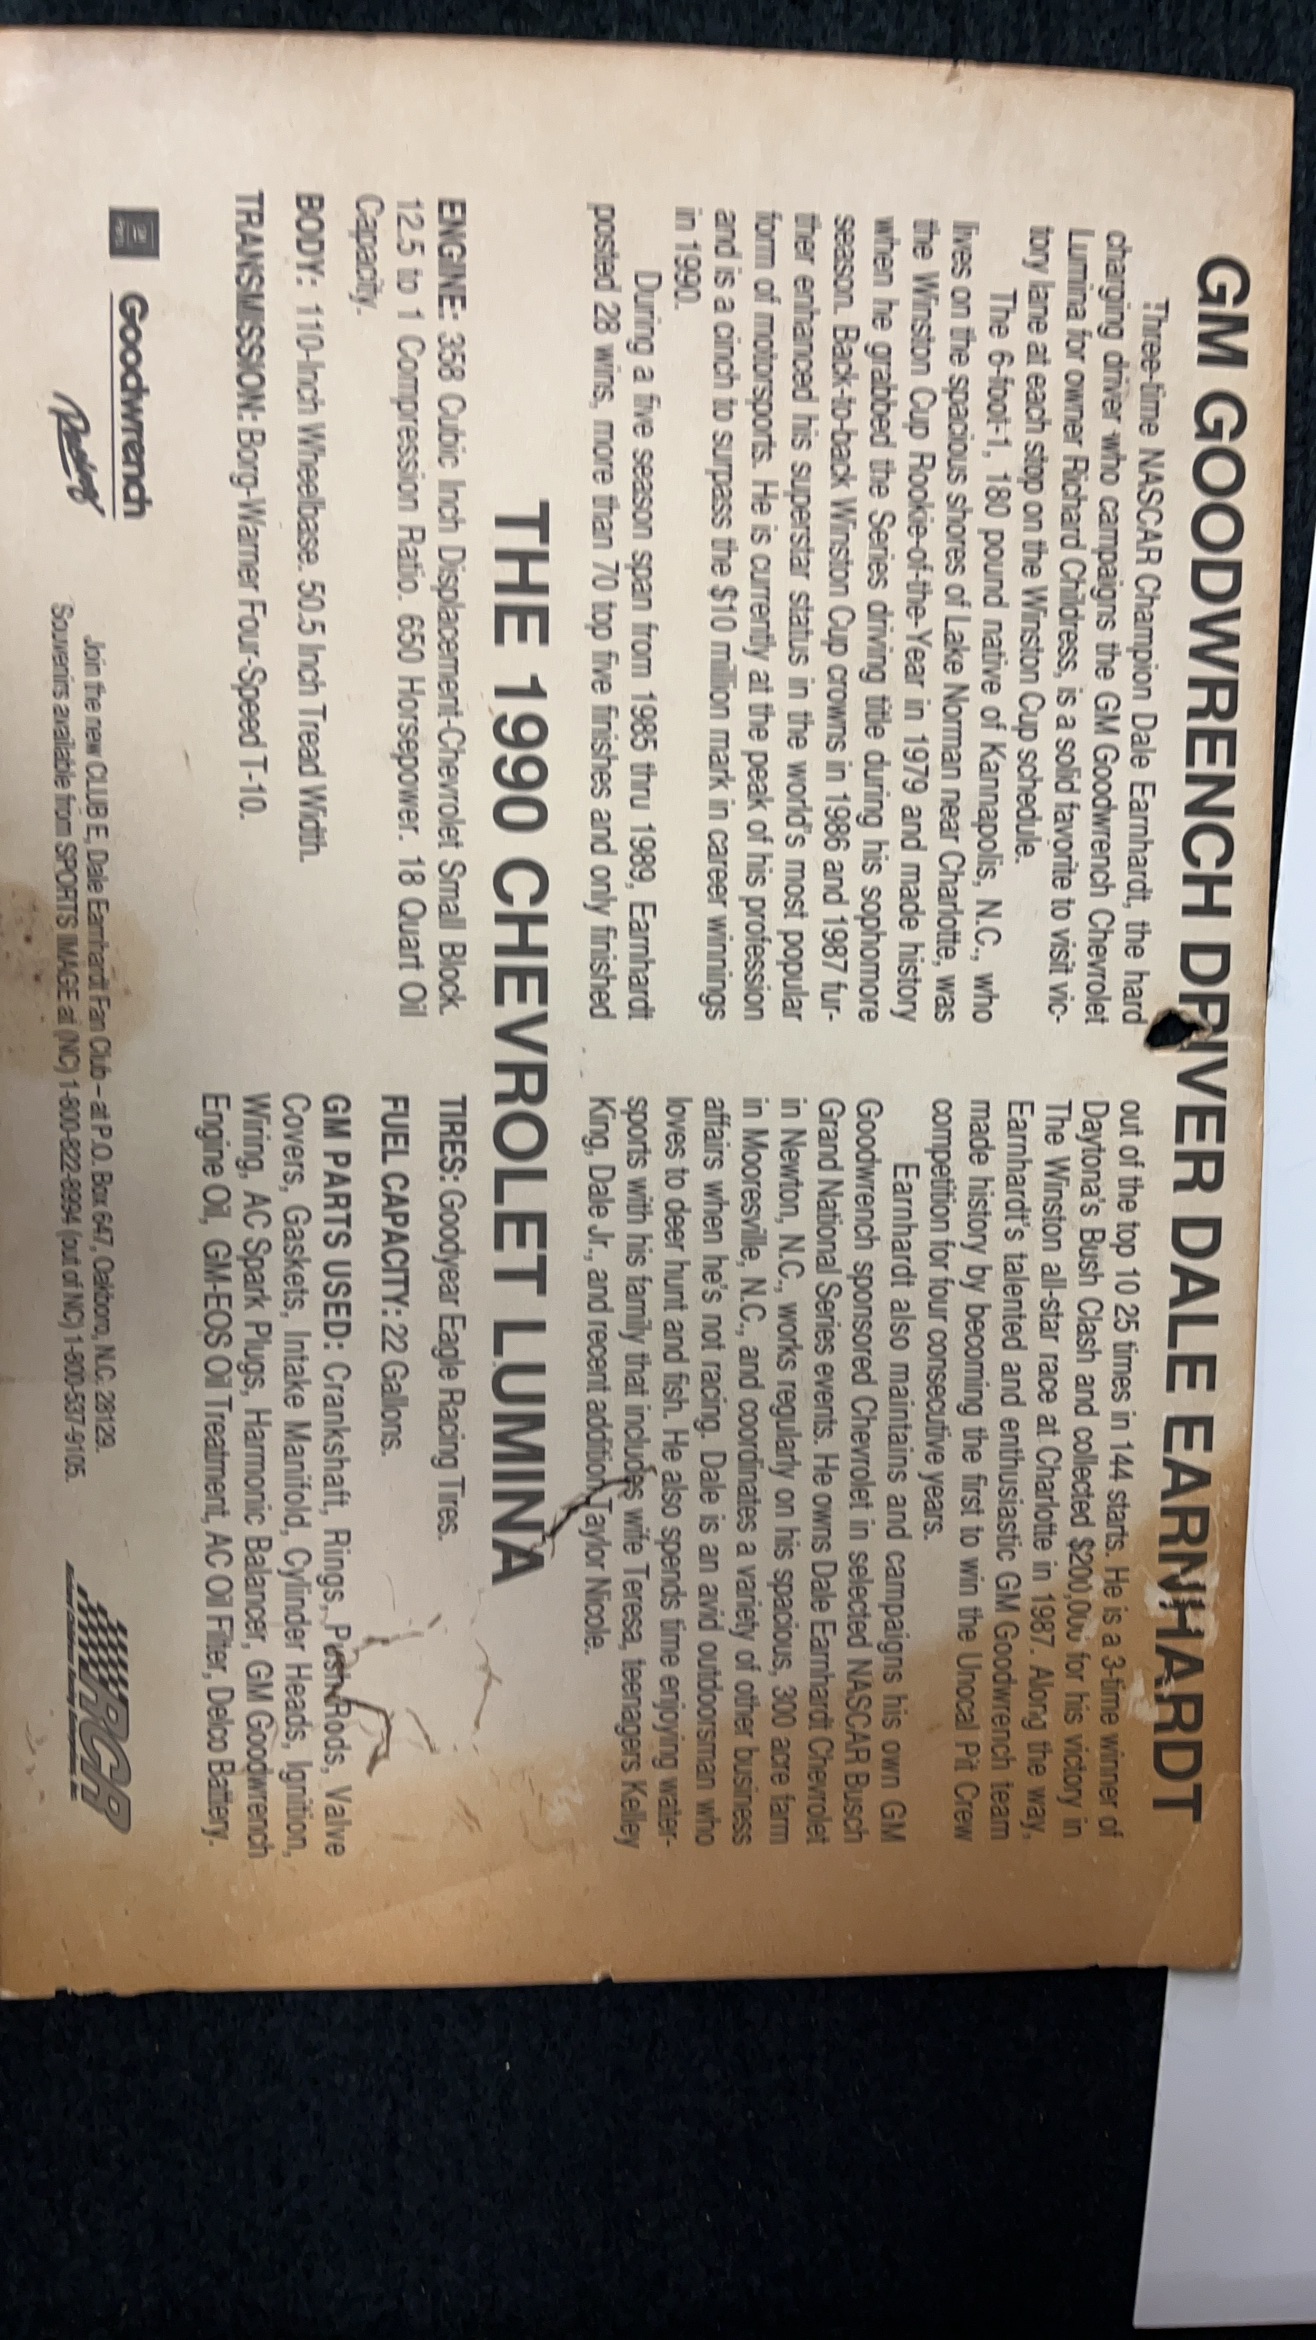 GM GOODWRENCH DRIVER DALE EARNHARDT
Three-time NASCAR Champion Dale Earnhardt, the hard
charging driver who campaigns the GM Goodwrench Chevrolet
Lumina for owner Richard Childress, is a solid favorite to visit vic-
tory lane at each stop on the Winston Cup schedule.
The 6-foot-1, 180 pound native of Kannapolis, N.C., who
lives on the spacious shores of Lake Norman near Charlotte, was
the Winston Cup Rookie-of-the-Year in 1979 and made history
when he grabbed the Series driving title during his sophomore
season. Back-to-back Winston Cup crowns in 1986 and 1987 fur-
ther enhanced his superstar status in the world's most popular
form of motorsports. He is currently at the peak of his profession
and is a cinch to surpass the $10 million mark in career winnings
in 1990.
During a five season span from 1985 thru 1989, Earnhardt
posted 28 wins, more than 70 top five finishes and only finished
out of the top 10 25 times in 144 starts. He is a 3-time winner of
Daytona's Bush Clash and collected $200,000 for his victory in
The Winston all-star race at Charlotte in 1987. Along the way,
Earnhardt's talented and enthusiastic GM Goodwrench team
made history by becoming the first to win the Unocal Pit Crew
competition for four consecutive years.
Earnhardt also maintains and campaigns his own GM
Goodwrench sponsored Chevrolet in selected NASCAR Busch
Grand National Series events. He owns Dale Earnhardt Chevrolet
in Newton, N.C., works regularly on his spacious, 300 acre farm
in Mooresville, N.C., and coordinates a variety of other business
affairs when he's not racing. Dale is an avid outdoorsman who
loves to deer hunt and fish. He also spends time enjoying water-
sports with his family that includes wife Teresa, teenagers Kelley
King, Dale Jr., and recent addition, Taylor Nicole.
THE 1990 CHEVROLET LUMINA
ENGINE: 358 Cubic Inch Displacement-Chevrolet Small Block.
12.5 to 1 Compression Ratio. 650 Horsepower. 18 Quart Oil
Capacity.
BODY: 110-Inch Wheelbase. 50.5 Inch Tread Width.
TRANSMISSION: Borg-Warner Four-Speed T-10.
TIRES: Goodyear Eagle Racing Tires.
FUEL CAPACITY: 22 Gallons.
GM PARTS USED: Crankshaft, Rings, Push Rods, Valve
Covers, Gaskets, Intake Manifold, Cylinder Heads, Ignition,
Wiring, AC Spark Plugs, Harmonic Balancer, GM Goodwrench
Engine Oil, GM-EOS Oil Treatment, AC Oil Filter, Delco Battery.
Goodwrench
Racing
Join the new CLUB E, Dale Earnhardt Fan Club – at P.O. Box 647, Oakboro, N.C. 28129.
Souvenirs available from SPORTS IMAGE at (NC) 1-800-822-8994 (out of NC) 1-800-537-9105.
RCR
Richard Childress Racing Enterprises, Inc.